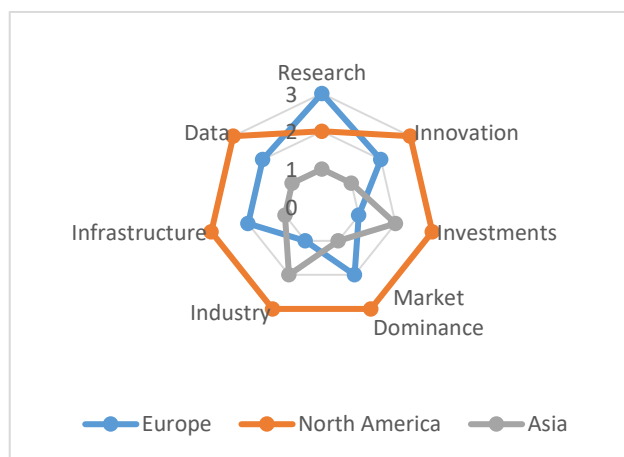 Research
3
Data
2
Innovation
1
0
Infrastructure
Investments
Industry
Market
Dominance
Europe
North America
Asia